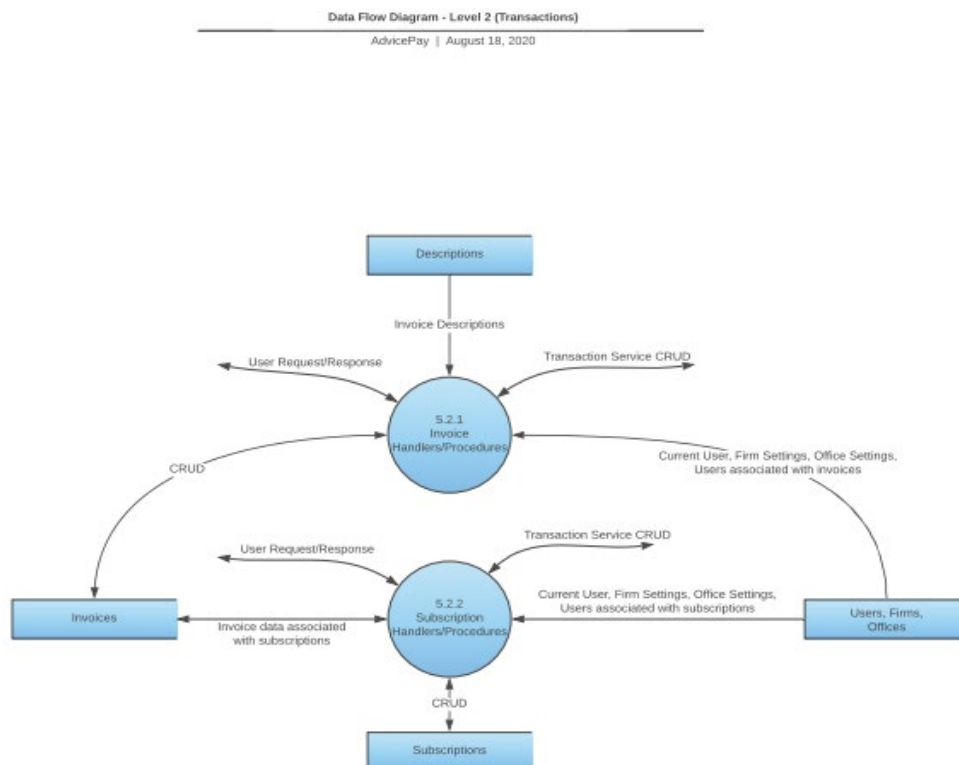 Data Flow Diagram - Level 2 (Transactions)
AdvicePay | August 18, 2020
Descriptions
Invoice Descriptions
User Request/Response
Transaction Service CRUD
5.2.1
Invoice
Handlers/Procedures
CRUD
Current User, Firm Settings, Office Settings,
Users associated with invoices
User Request/Response
Transaction Service CRUD
5.2.2
Subscription
Handlers/Procedures
Current User, Firm Settings, Office Settings,
Users associated with subscriptions
Invoices
Invoice data associated
with subscriptions
Users, Firms,
Offices
CRUD
Subscriptions